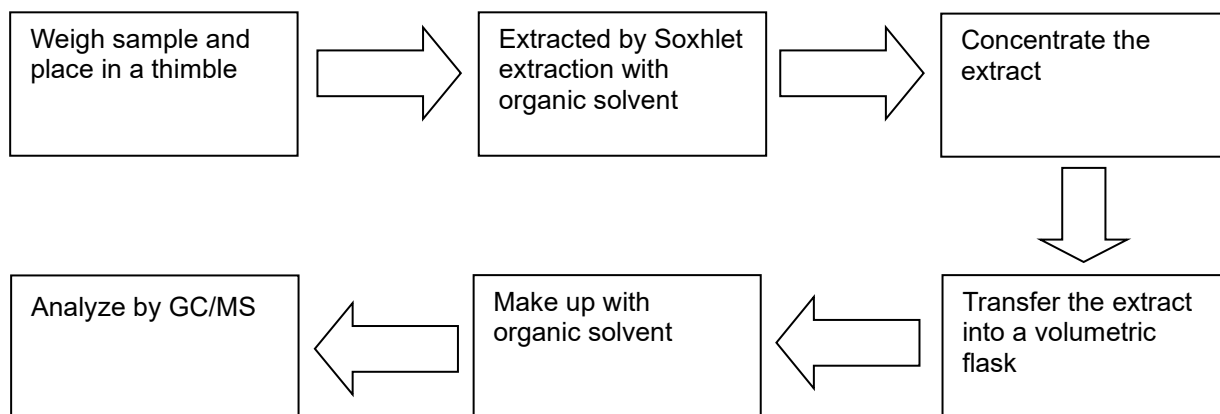 Weigh sample and
place in a thimble
Extracted by Soxhlet
extraction with
organic solvent
Concentrate the
extract
Transfer the extract
into a volumetric
flask
Make up with
organic solvent
Analyze by GC/MS